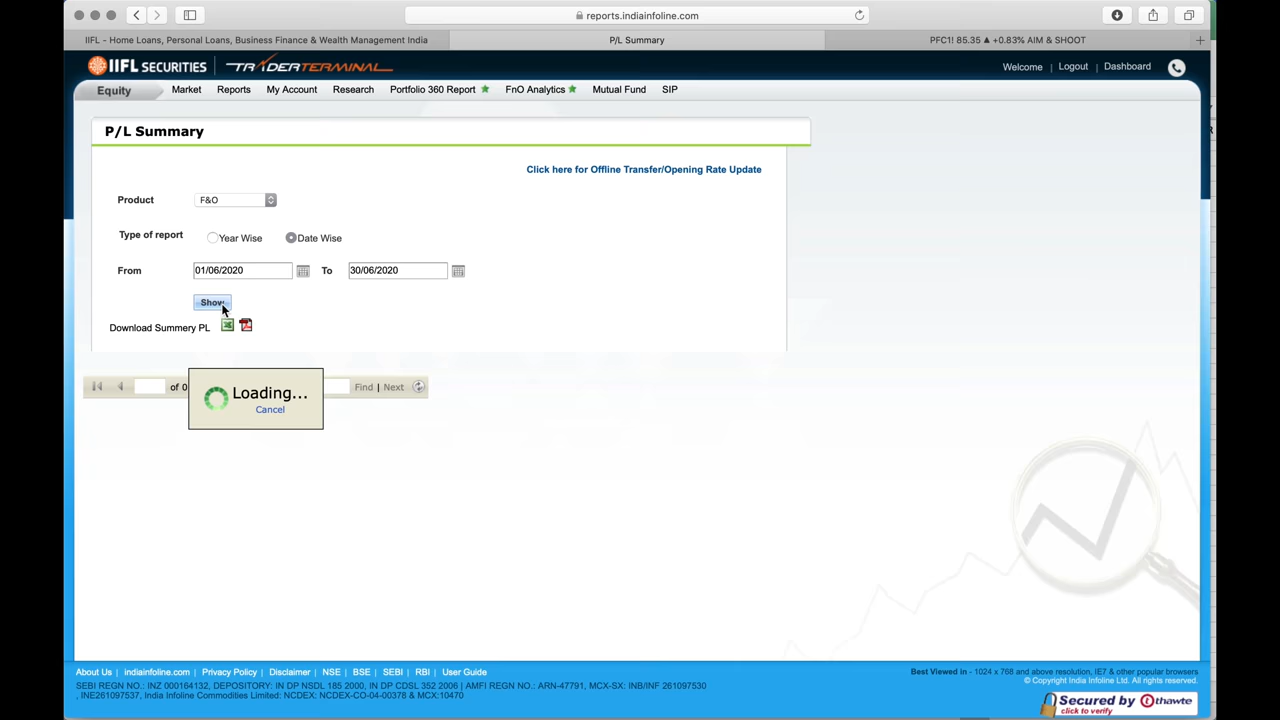 reports.indiainfoline.com
IIFL - Home Loans, Personal Loans, Business Finance & Wealth Management India
P/L Summary
PFC1! 85.35 ▲ +0.83% AIM & SHOOT
IIFL SECURITIES
TRADER TERMINAL
Welcome | Logout | Dashboard
Equity
Market Reports My Account Research Portfolio 360 Report FnO Analytics Mutual Fund SIP
P/L Summary
Click here for Offline Transfer/Opening Rate Update
Product F&O
Type of report Year Wise Date Wise
From 01/06/2020 To 30/06/2020
Show
Download Summery PL
of 0 Find | Next
Loading...
Cancel
About Us | indiainfoline.com | Privacy Policy | Disclaimer | NSE | BSE | SEBI | RBI | User Guide
SEBI REGN NO.: INZ 000164132, DEPOSITORY: IN DP NSDL 185 2000, IN DP CDSL 352 2006 | AMFI REGN NO.: ARN-47791, MCX-SX: INB/INF 261097530
, INE261097537, India Infoline Commodities Limited: NCDEX: NCDEX-CO-04-00378 & MCX:10470
Best Viewed in - 1024 x 768 and above resolution, IE7 & other popular browsers
© Copyright India Infoline Ltd. All rights reserved.
Secured by thawte
click to verify